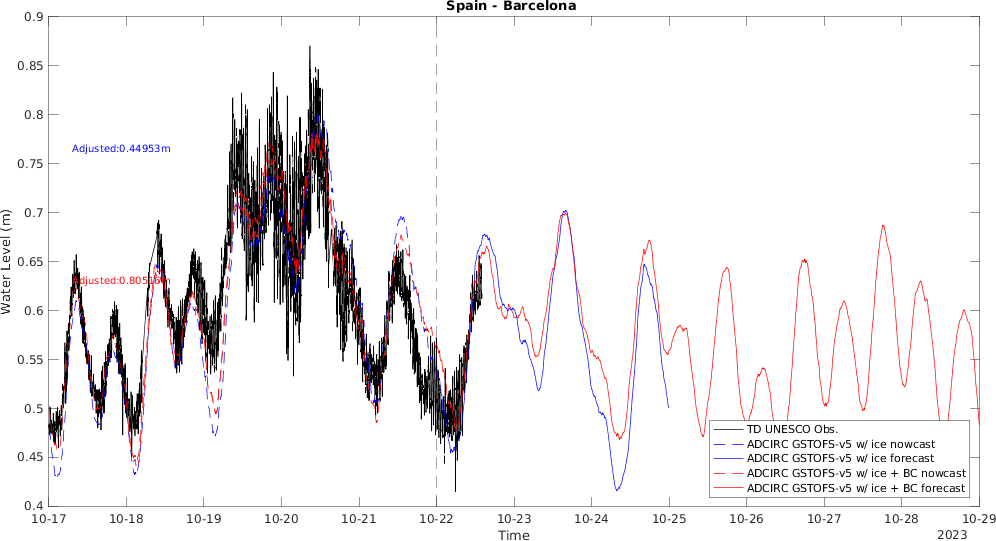 Spain - Barcelona
0.9
0.85
0.8
0.75
0.7
0.65
0.6
0.55
0.5
0.45
0.4
Water Level (m)
Adjusted:0.44953m
TD UNESCO Obs.
ADCIRC GSTOFS-v5 w/ ice nowcast
ADCIRC GSTOFS-v5 w/ ice forecast
ADCIRC GSTOFS-v5 w/ ice + BC nowcast
ADCIRC GSTOFS-v5 w/ ice + BC forecast
10-17 10-18 10-19 10-20 10-21 10-22 10-23 10-24 10-25 10-26 10-27 10-28 10-29
Time
2023